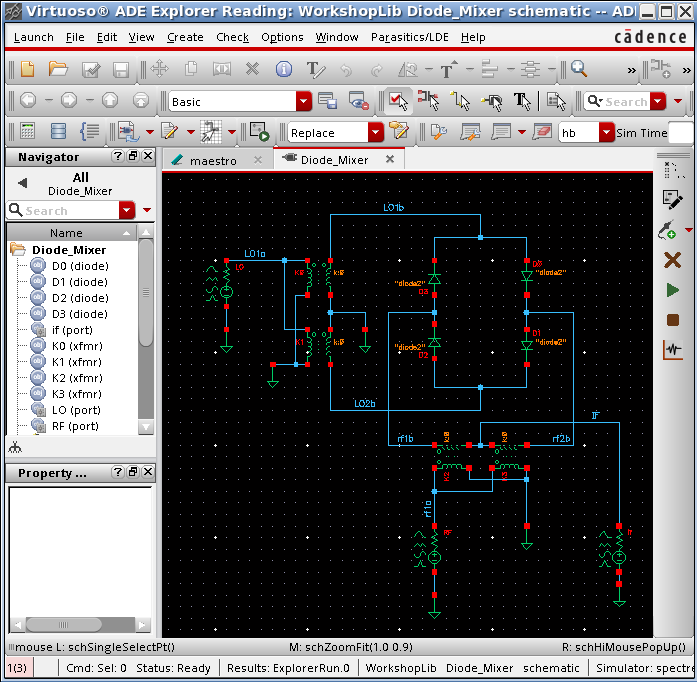 Virtuoso® ADE Explorer Reading: WorkshopLib Diode_Mixer schematic -- AD
Launch File Edit View Create Check Options Window Parasitics/LDE Help cādence
Basic
Search
Replace
hb
Sim Time
Navigator
maestro
Diode_Mixer
All
Diode_Mixer
Search
Name
Diode_Mixer
D0 (diode)
D1 (diode)
D2 (diode)
D3 (diode)
if (port)
K0 (xfmr)
K1 (xfmr)
K2 (xfmr)
K3 (xfmr)
LO (port)
RF (port)
Property ...
LO1b
LO1a
LO
K0
k:0
"diode2"
D3
D0
"diode2"
K1
k:0
"diode2"
D2
D1
"diode2"
LO2b
IF
rf1b
k:0
k:0
rf2b
K2
K3
rf1a
RF
mouse L: schSingleSelectPt() M: schZoomFit(1.0 0.9) R: schHiMousePopUp()
1(3) Cmd: Sel: 0 Status: Ready Results: ExplorerRun.0 WorkshopLib Diode_Mixer schematic Simulator: spectre